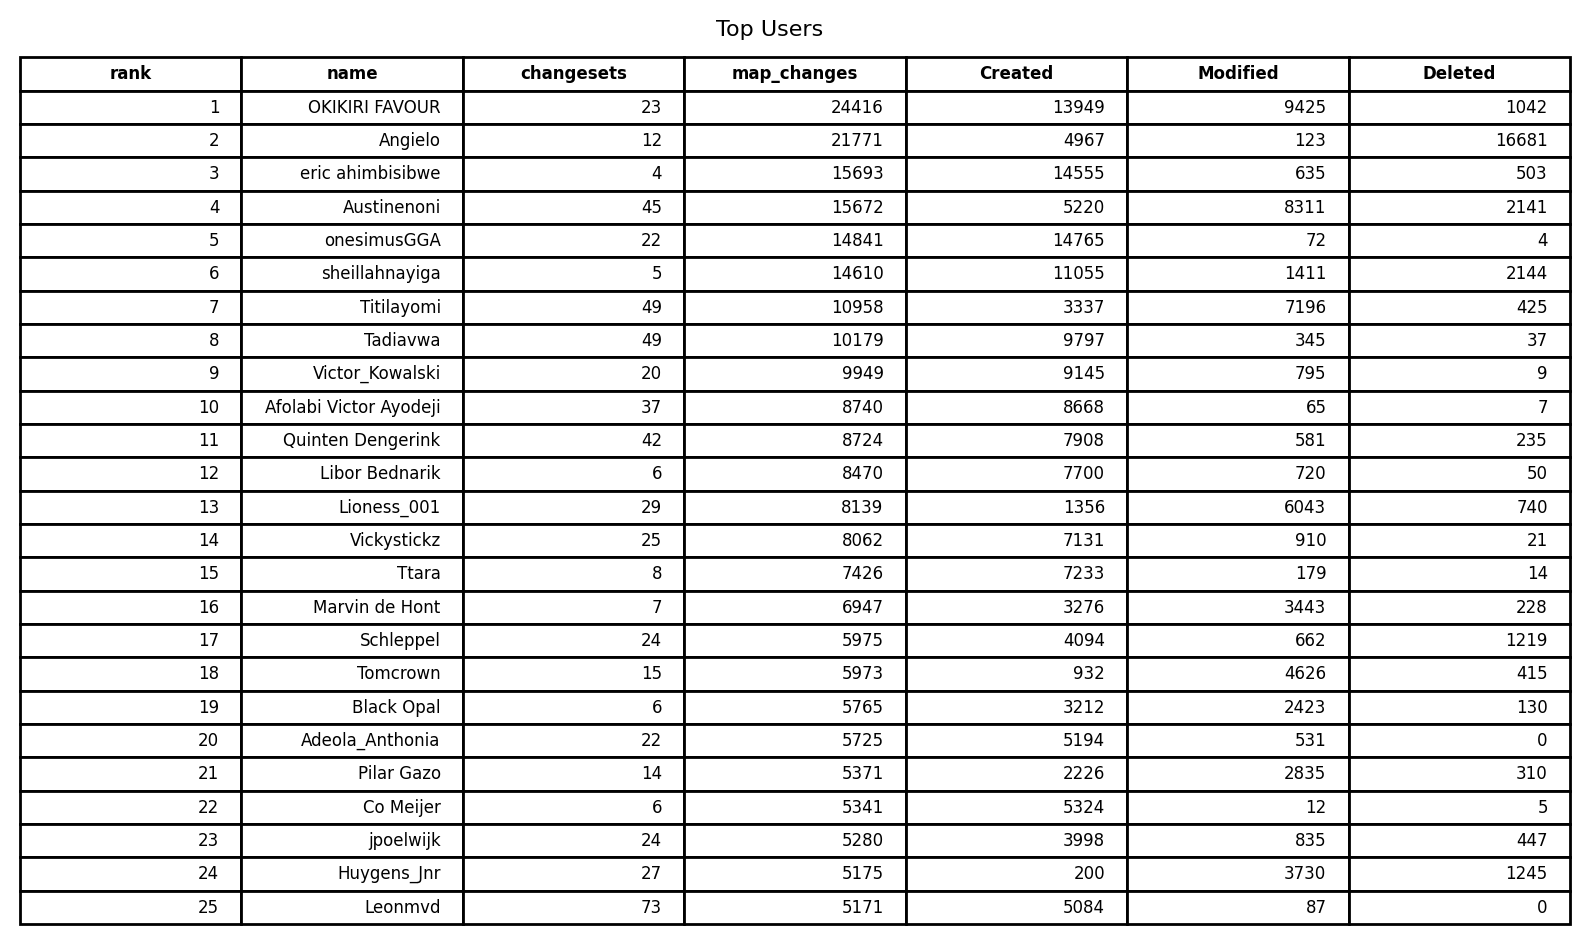 Top Users
rank name changesets map_changes Created Modified Deleted
1 OKIKIRI FAVOUR 23 24416 13949 9425 1042
2 Angielo 12 21771 4967 123 16681
3 eric ahimbisibwe 4 15693 14555 635 503
4 Austinenoni 45 15672 5220 8311 2141
5 onesimusGGA 22 14841 14765 72 4
6 sheillahnayiga 5 14610 11055 1411 2144
7 Titilayomi 49 10958 3337 7196 425
8 Tadiavwa 49 10179 9797 345 37
9 Victor_Kowalski 20 9949 9145 795 9
10 Afolabi Victor Ayodeji 37 8740 8668 65 7
11 Quinten Dengerink 42 8724 7908 581 235
12 Libor Bednarik 6 8470 7700 720 50
13 Lioness_001 29 8139 1356 6043 740
14 Vickystickz 25 8062 7131 910 21
15 Ttara 8 7426 7233 179 14
16 Marvin de Hont 7 6947 3276 3443 228
17 Schleppel 24 5975 4094 662 1219
18 Tomcrown 15 5973 932 4626 415
19 Black Opal 6 5765 3212 2423 130
20 Adeola_Anthonia 22 5725 5194 531 0
21 Pilar Gazo 14 5371 2226 2835 310
22 Co Meijer 6 5341 5324 12 5
23 jpoelwijk 24 5280 3998 835 447
24 Huygens_Jnr 27 5175 200 3730 1245
25 Leonmvd 73 5171 5084 87 0